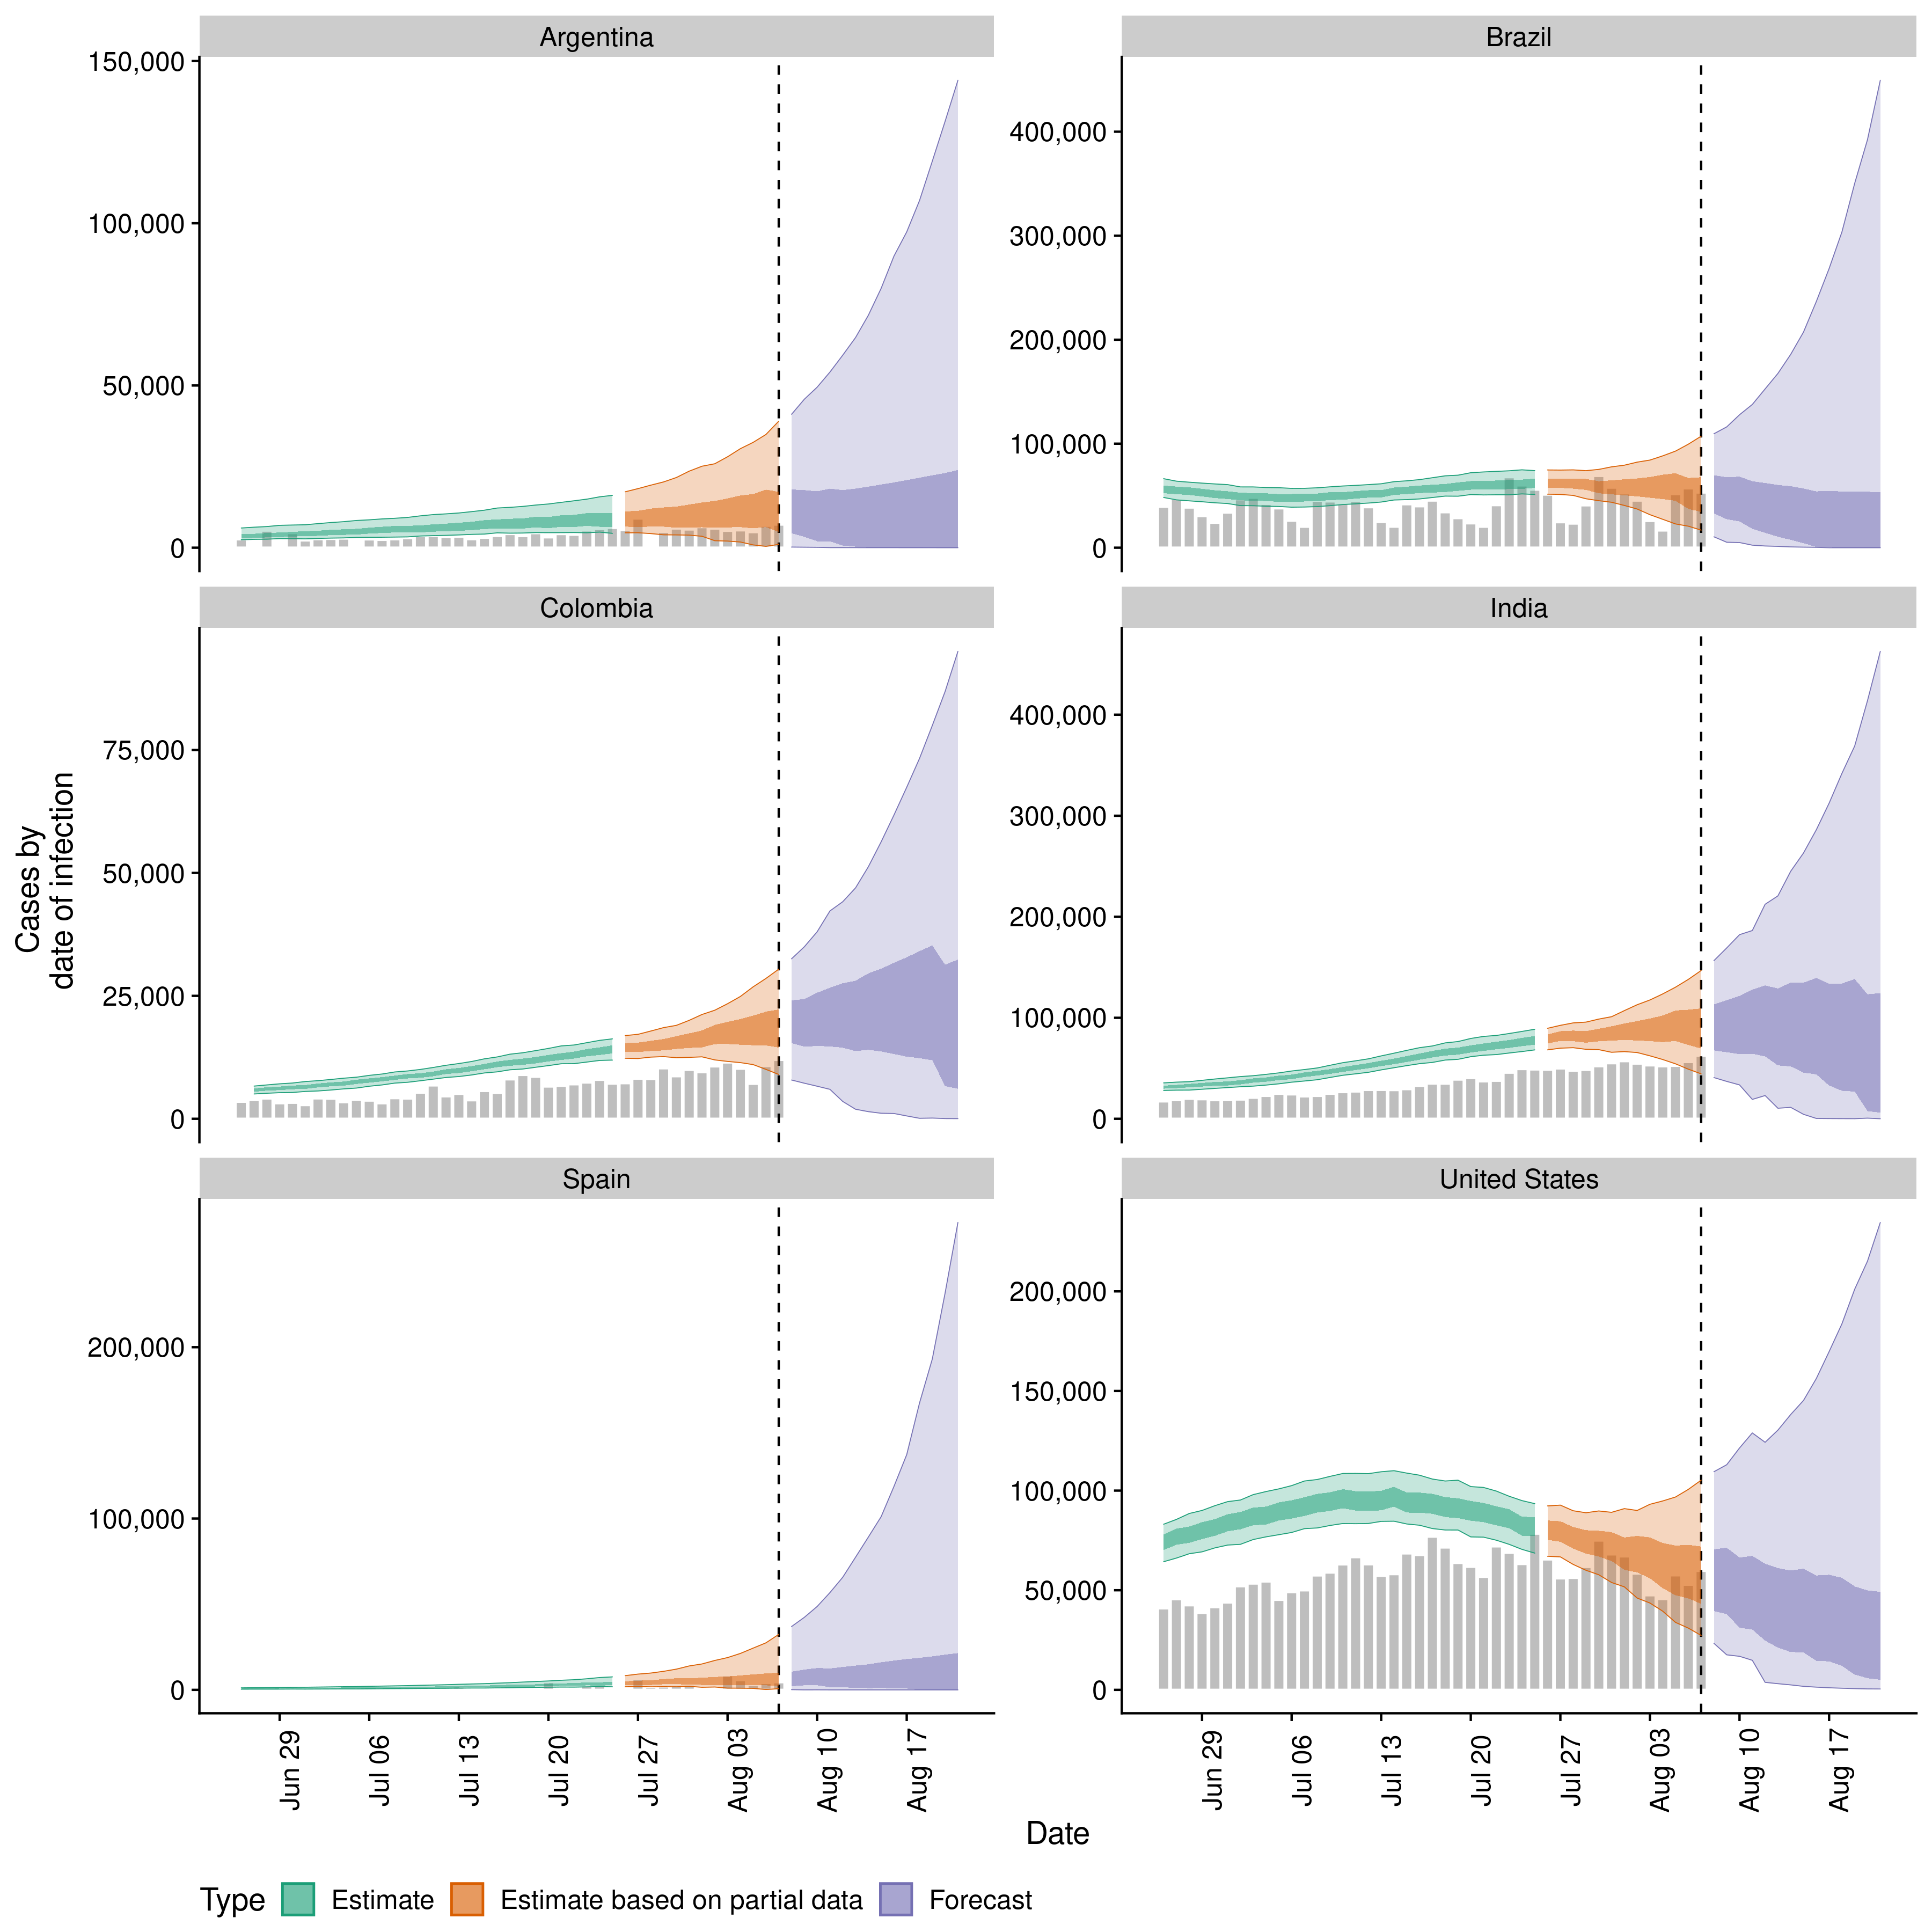 Argentina
Brazil
150,000
100,000
50,000
0
400,000
300,000
200,000
100,000
0
Colombia
India
75,000
50,000
25,000
0
400,000
300,000
200,000
100,000
0
Spain
United States
200,000
100,000
0
200,000
150,000
100,000
50,000
0
Cases by
date of infection
Jun 29
Jul 06
Jul 13
Jul 20
Jul 27
Aug 03
Aug 10
Aug 17
Jun 29
Jul 06
Jul 13
Jul 20
Jul 27
Aug 03
Aug 10
Aug 17
Date
Type Estimate Estimate based on partial data Forecast